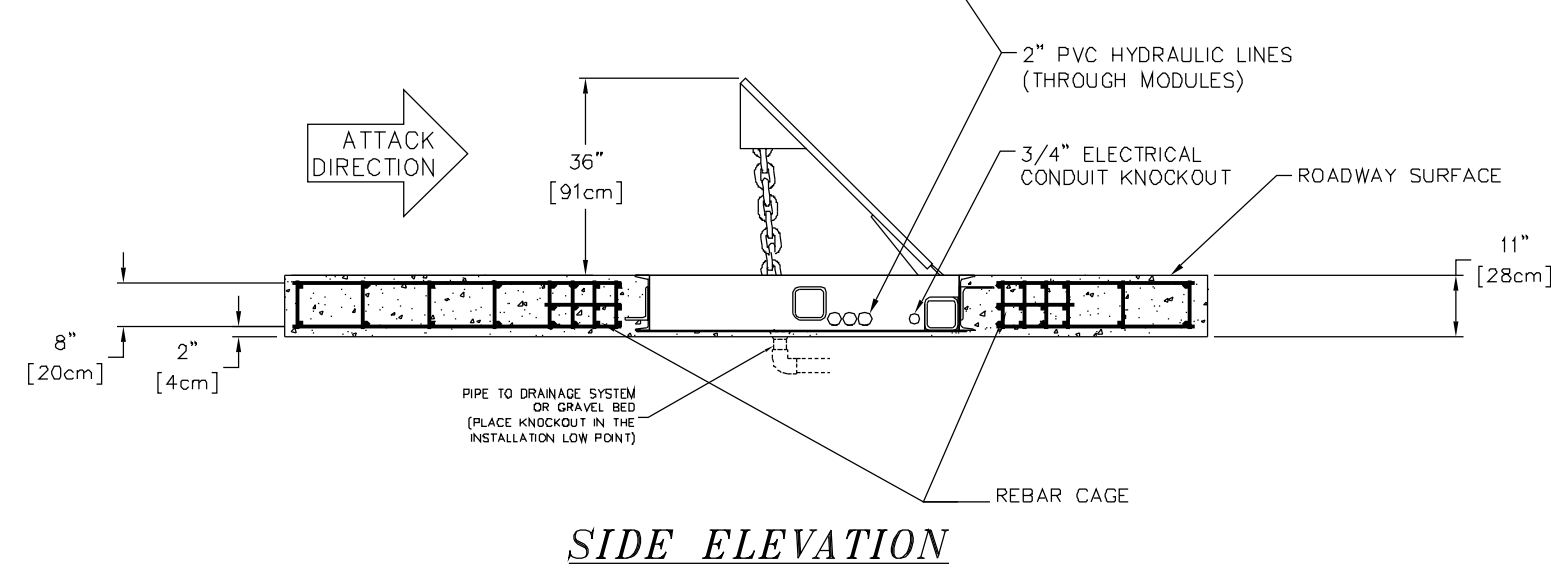 2" PVC HYDRAULIC LINES
(THROUGH MODULES)
ATTACK
DIRECTION
36"
[91cm]
3/4" ELECTRICAL
CONDUIT KNOCKOUT
ROADWAY SURFACE
11"
[28cm]
8"
[20cm]
2"
[4cm]
PIPE TO DRAINAGE SYSTEM
OR GRAVEL BED
(PLACE KNOCKOUT IN THE
INSTALLATION LOW POINT)
REBAR CAGE
SIDE ELEVATION